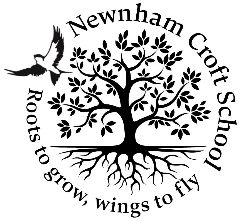 Newnham Croft School
Roots to grow, wings to fly